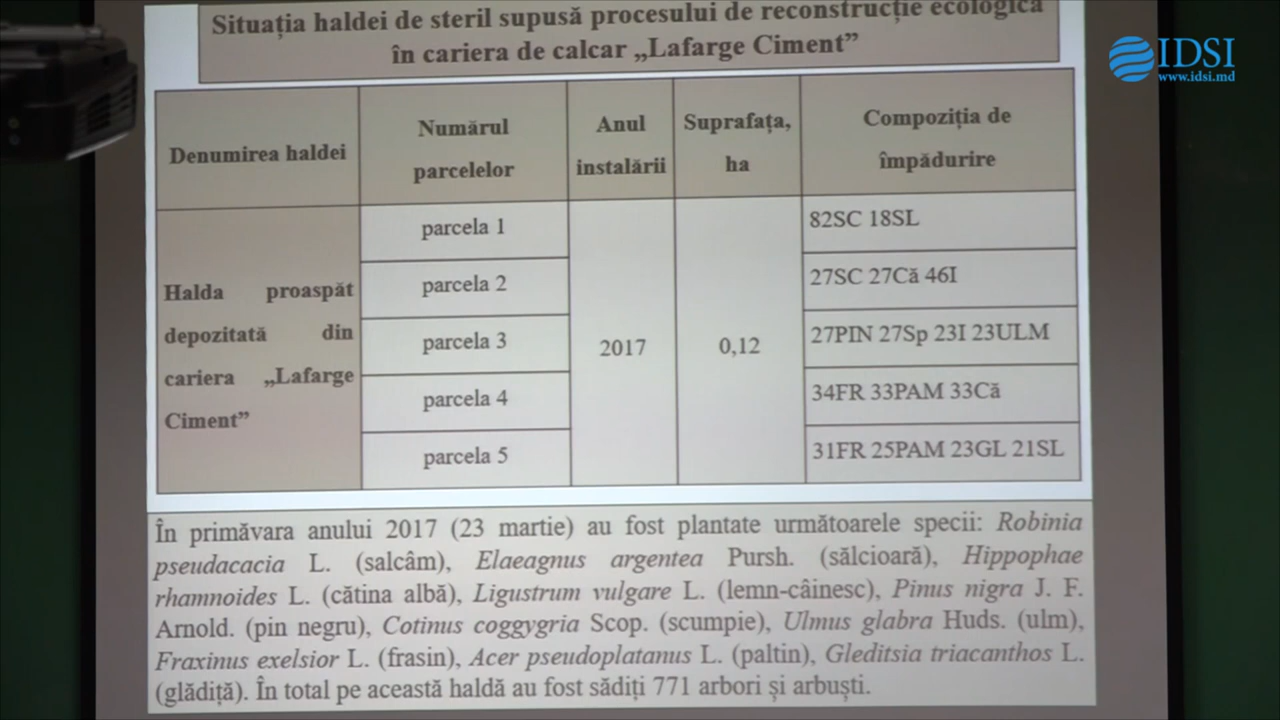 Situația haldei de steril supusă procesului de reconstrucție ecologică
în cariera de calcar „Lafarge Ciment”
IDSI
www.idsi.md
Denumirea haldei
Numărul
parcelelor
Anul
instalării
Suprafața,
ha
Compoziția de
împădurire
Halda proaspăt
depozitată din
cariera „Lafarge
Ciment”
parcela 1
parcela 2
parcela 3
parcela 4
parcela 5
2017
0,12
82SC 18SL
27SC 27Că 46I
27PIN 27Sp 23I 23ULM
34FR 33PAM 33Că
31FR 25PAM 23GL 21SL
În primăvara anului 2017 (23 martie) au fost plantate următoarele specii: Robinia
pseudacacia L. (salcâm), Elaeagnus argentea Pursh. (sălcioară), Hippophae
rhamnoides L. (cătina albă), Ligustrum vulgare L. (lemn-câinesc), Pinus nigra J. F.
Arnold. (pin negru), Cotinus coggygria Scop. (scumpie), Ulmus glabra Huds. (ulm),
Fraxinus exelsior L. (frasin), Acer pseudoplatanus L. (paltin), Gleditsia triacanthos L.
(glădiță). În total pe această haldă au fost sădiți 771 arbori și arbuști.